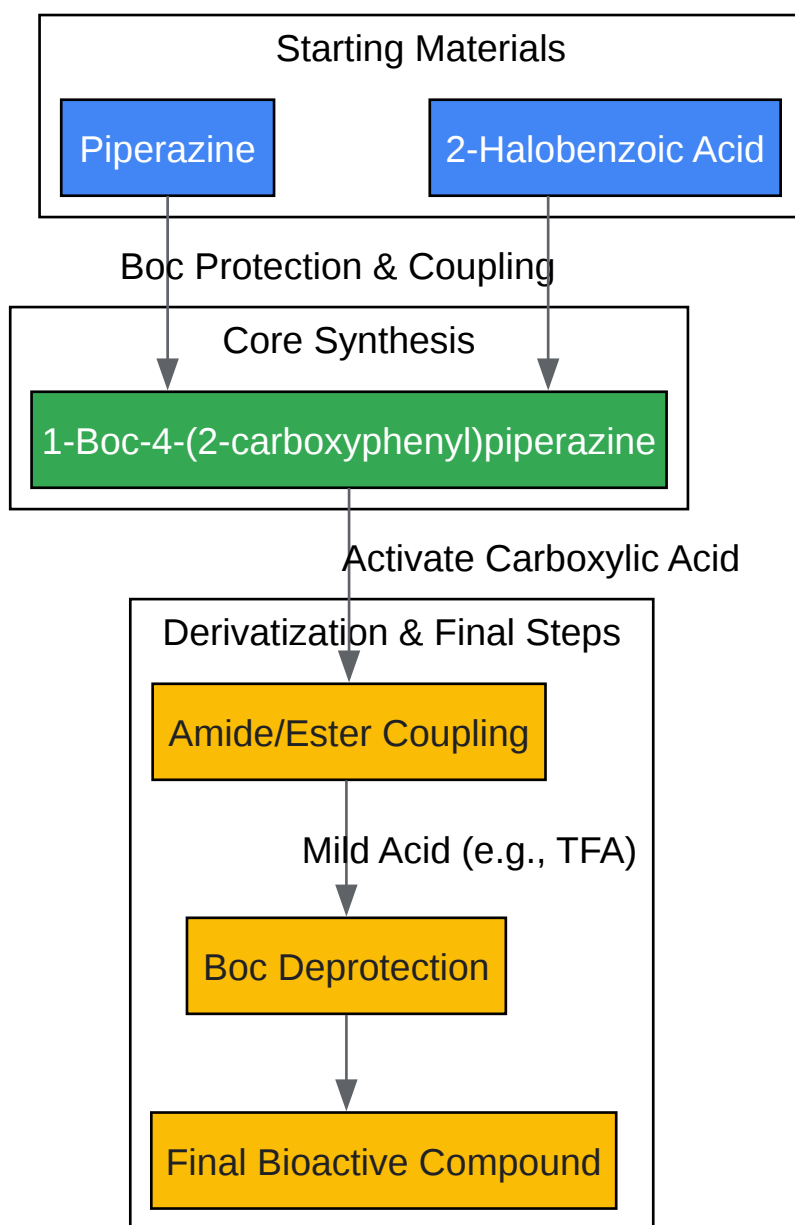 Starting Materials
Piperazine
2-Halobenzoic Acid
Boc Protection & Coupling
Core Synthesis
1-Boc-4-(2-carboxyphenyl)piperazine
Activate Carboxylic Acid
Derivatization & Final Steps
Amide/Ester Coupling
Mild Acid (e.g., TFA)
Boc Deprotection
Final Bioactive Compound